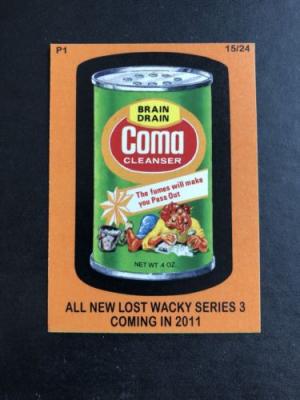 P1 15/24
BRAIN
DRAIN
Coma
CLEANSER
The fumes will make
you Pass Out
NET WT .4 OZ.
ALL NEW LOST WACKY SERIES 3
COMING IN 2011